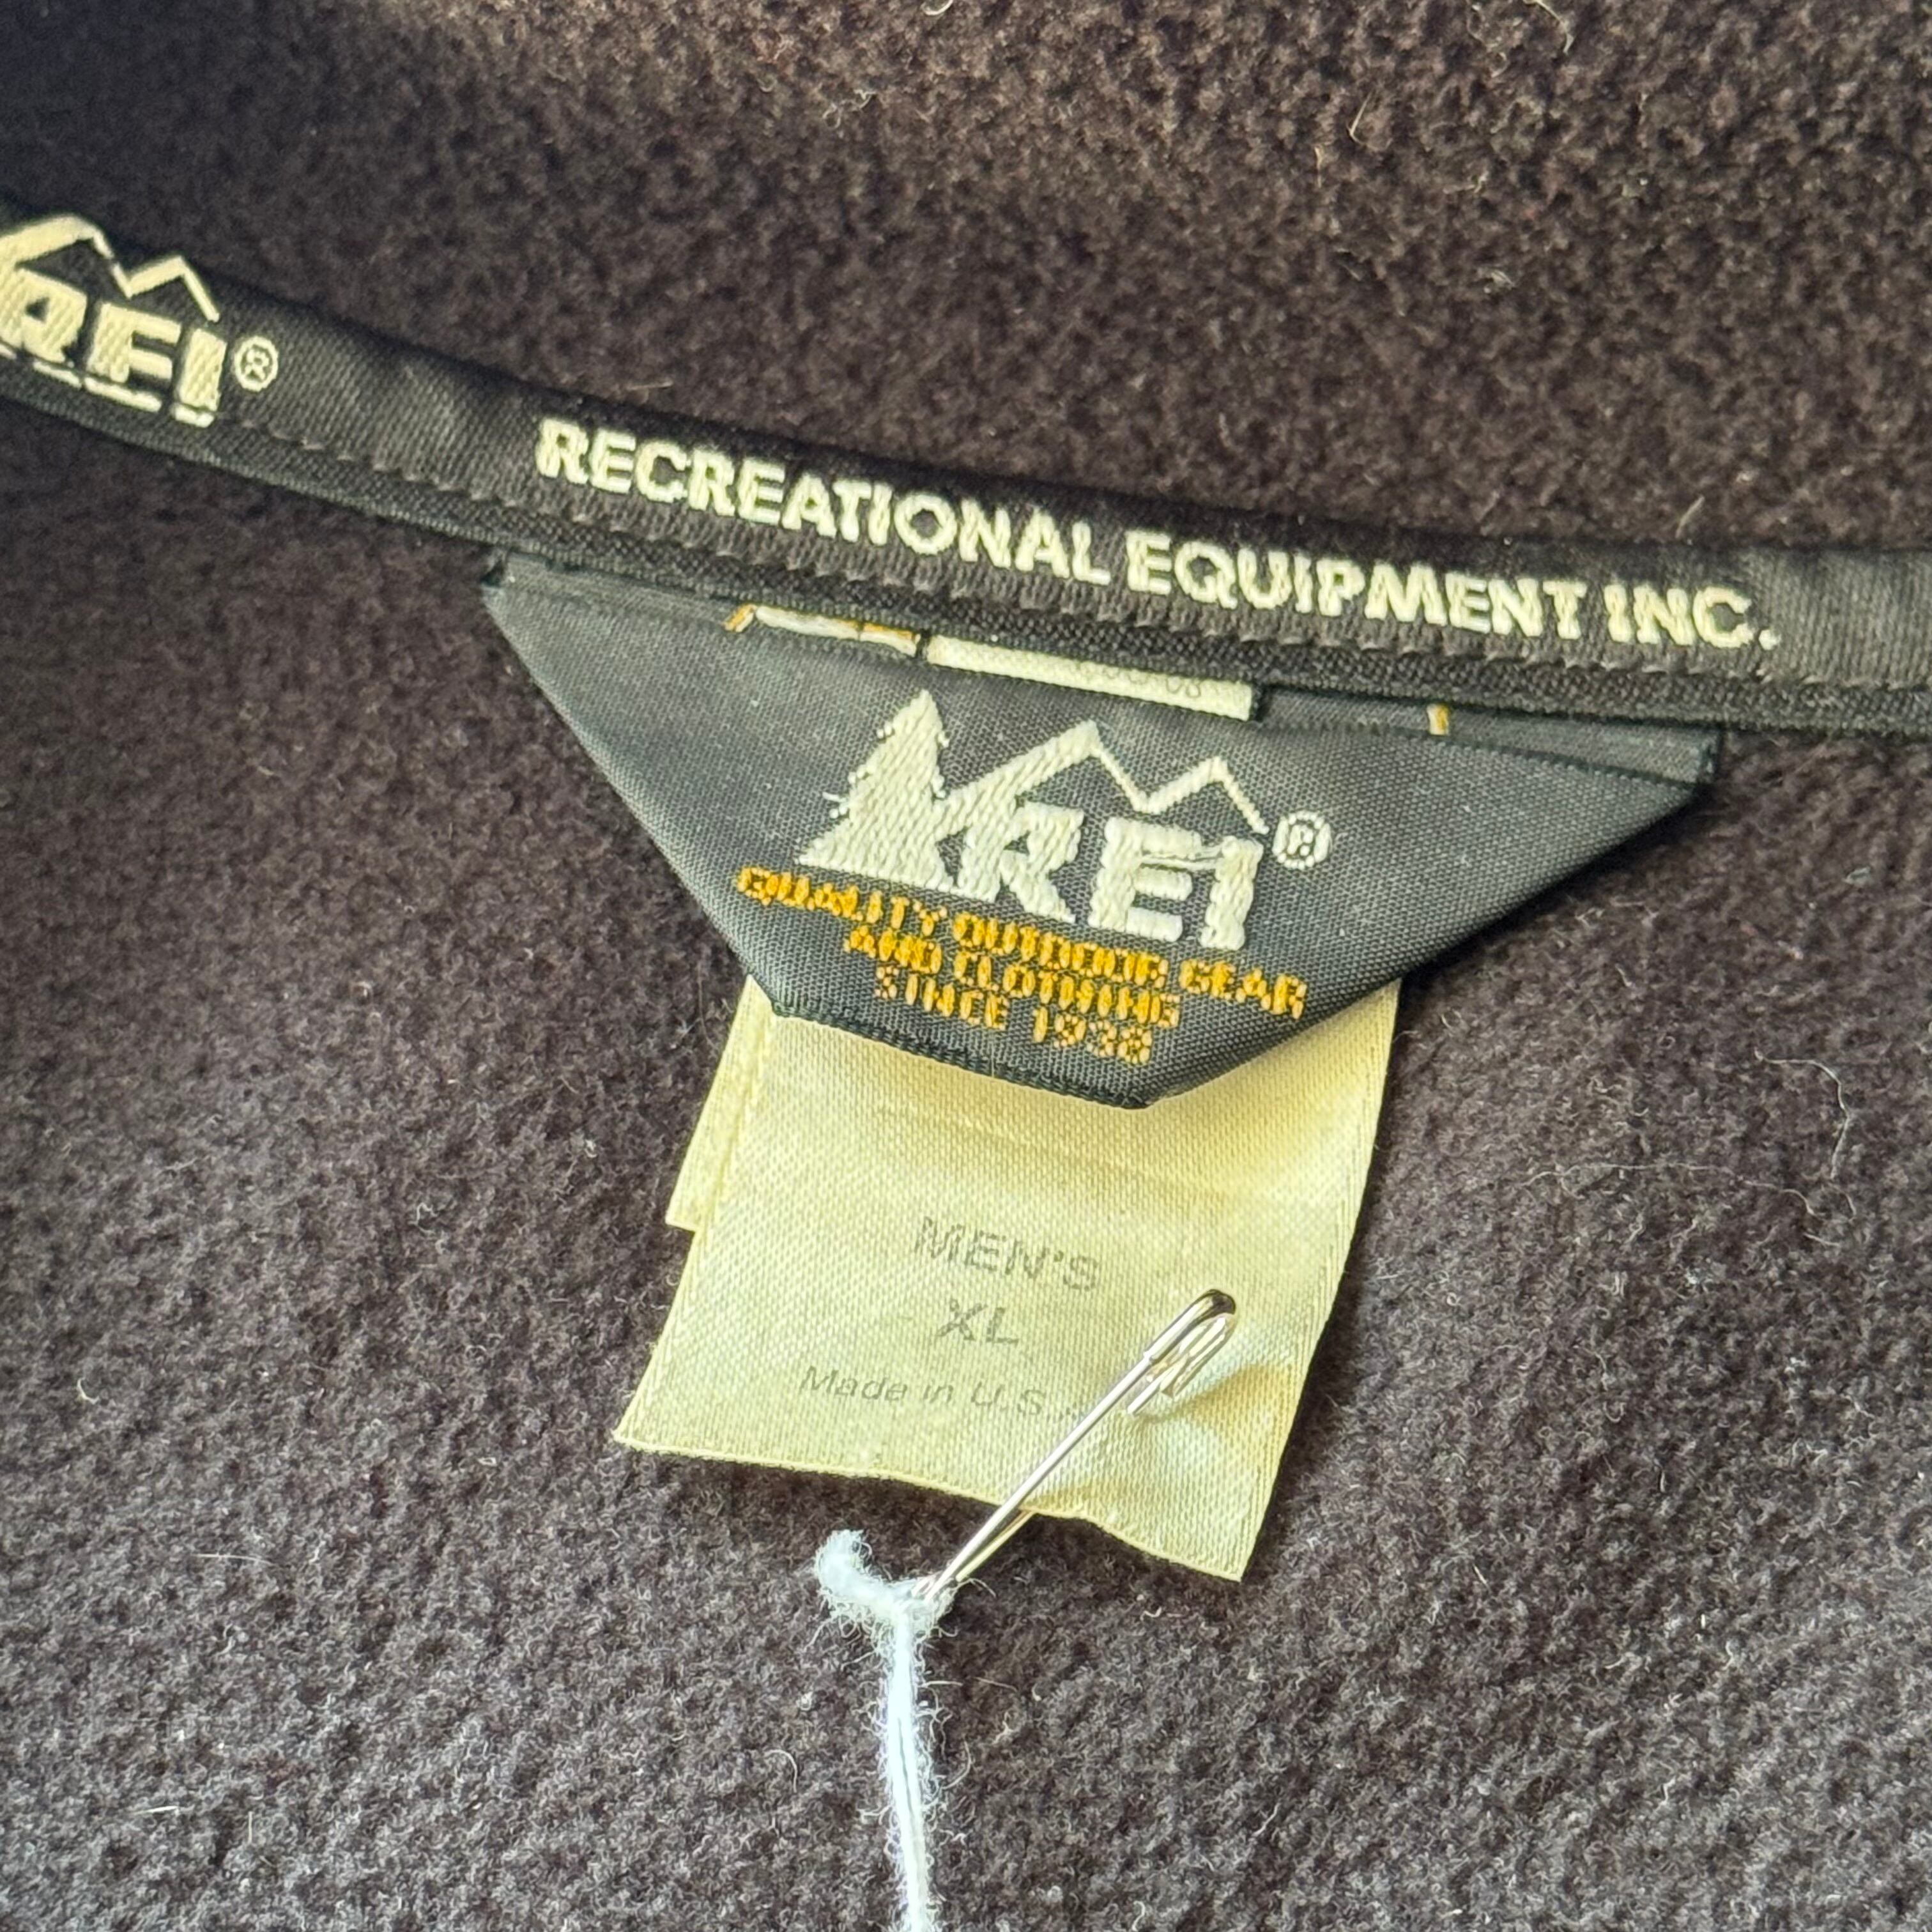 REI®
RECREATIONAL EQUIPMENT INC.
REI®
QUALITY OUTDOOR GEAR
AND CLOTHING
SINCE 1938
MEN'S
XL
Made in U.S.